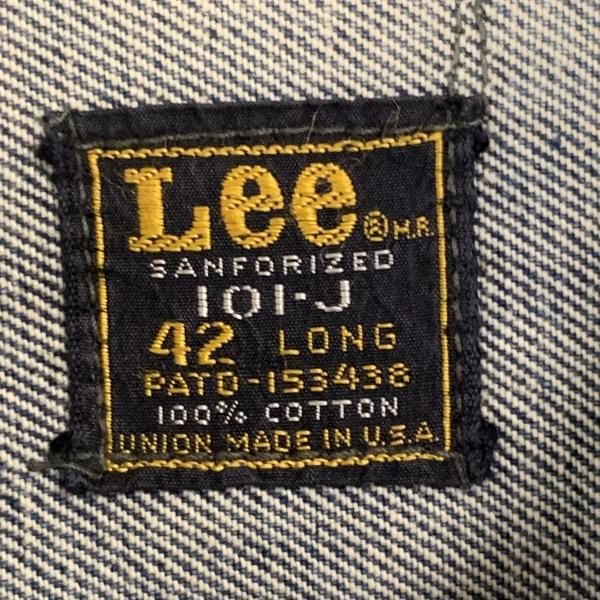 Lee ® M.R.
SANFORIZED
101-J
42 LONG
PATD-153438
100% COTTON
UNION MADE IN U.S.A.